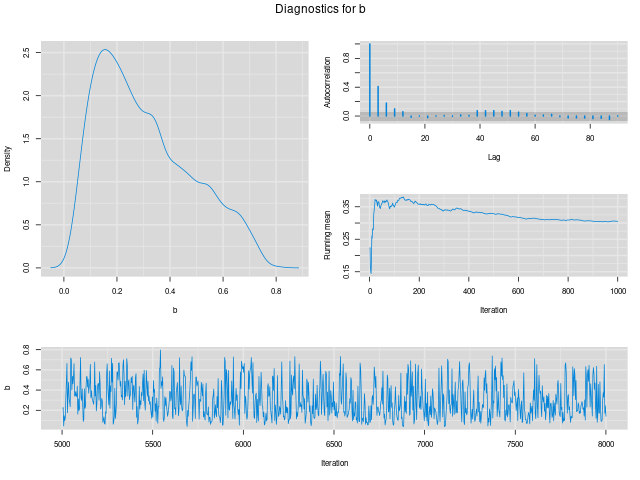 Diagnostics for b
Density
2.5
2.0
1.5
1.0
0.5
0.0
0.0 0.2 0.4 0.6 0.8
b
Autocorrelation
0.8
0.4
0.0
0 20 40 60 80
Lag
Running mean
0.35
0.25
0.15
0 200 400 600 800 1000
Iteration
b
0.8
0.6
0.4
0.2
5000 5500 6000 6500 7000 7500 8000
Iteration